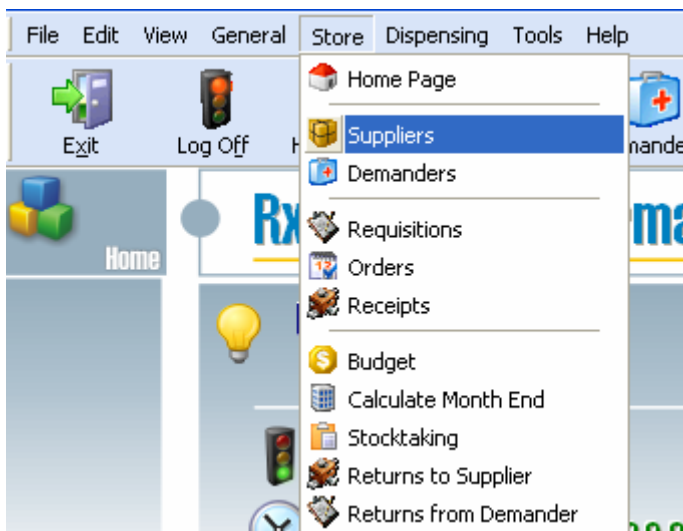 File Edit View General Store Dispensing Tools Help
Exit Log Off
Home
Rx
Home Page
Suppliers
Demanders
Requisitions
Orders
Receipts
Budget
Calculate Month End
Stocktaking
Returns to Supplier
Returns from Demander